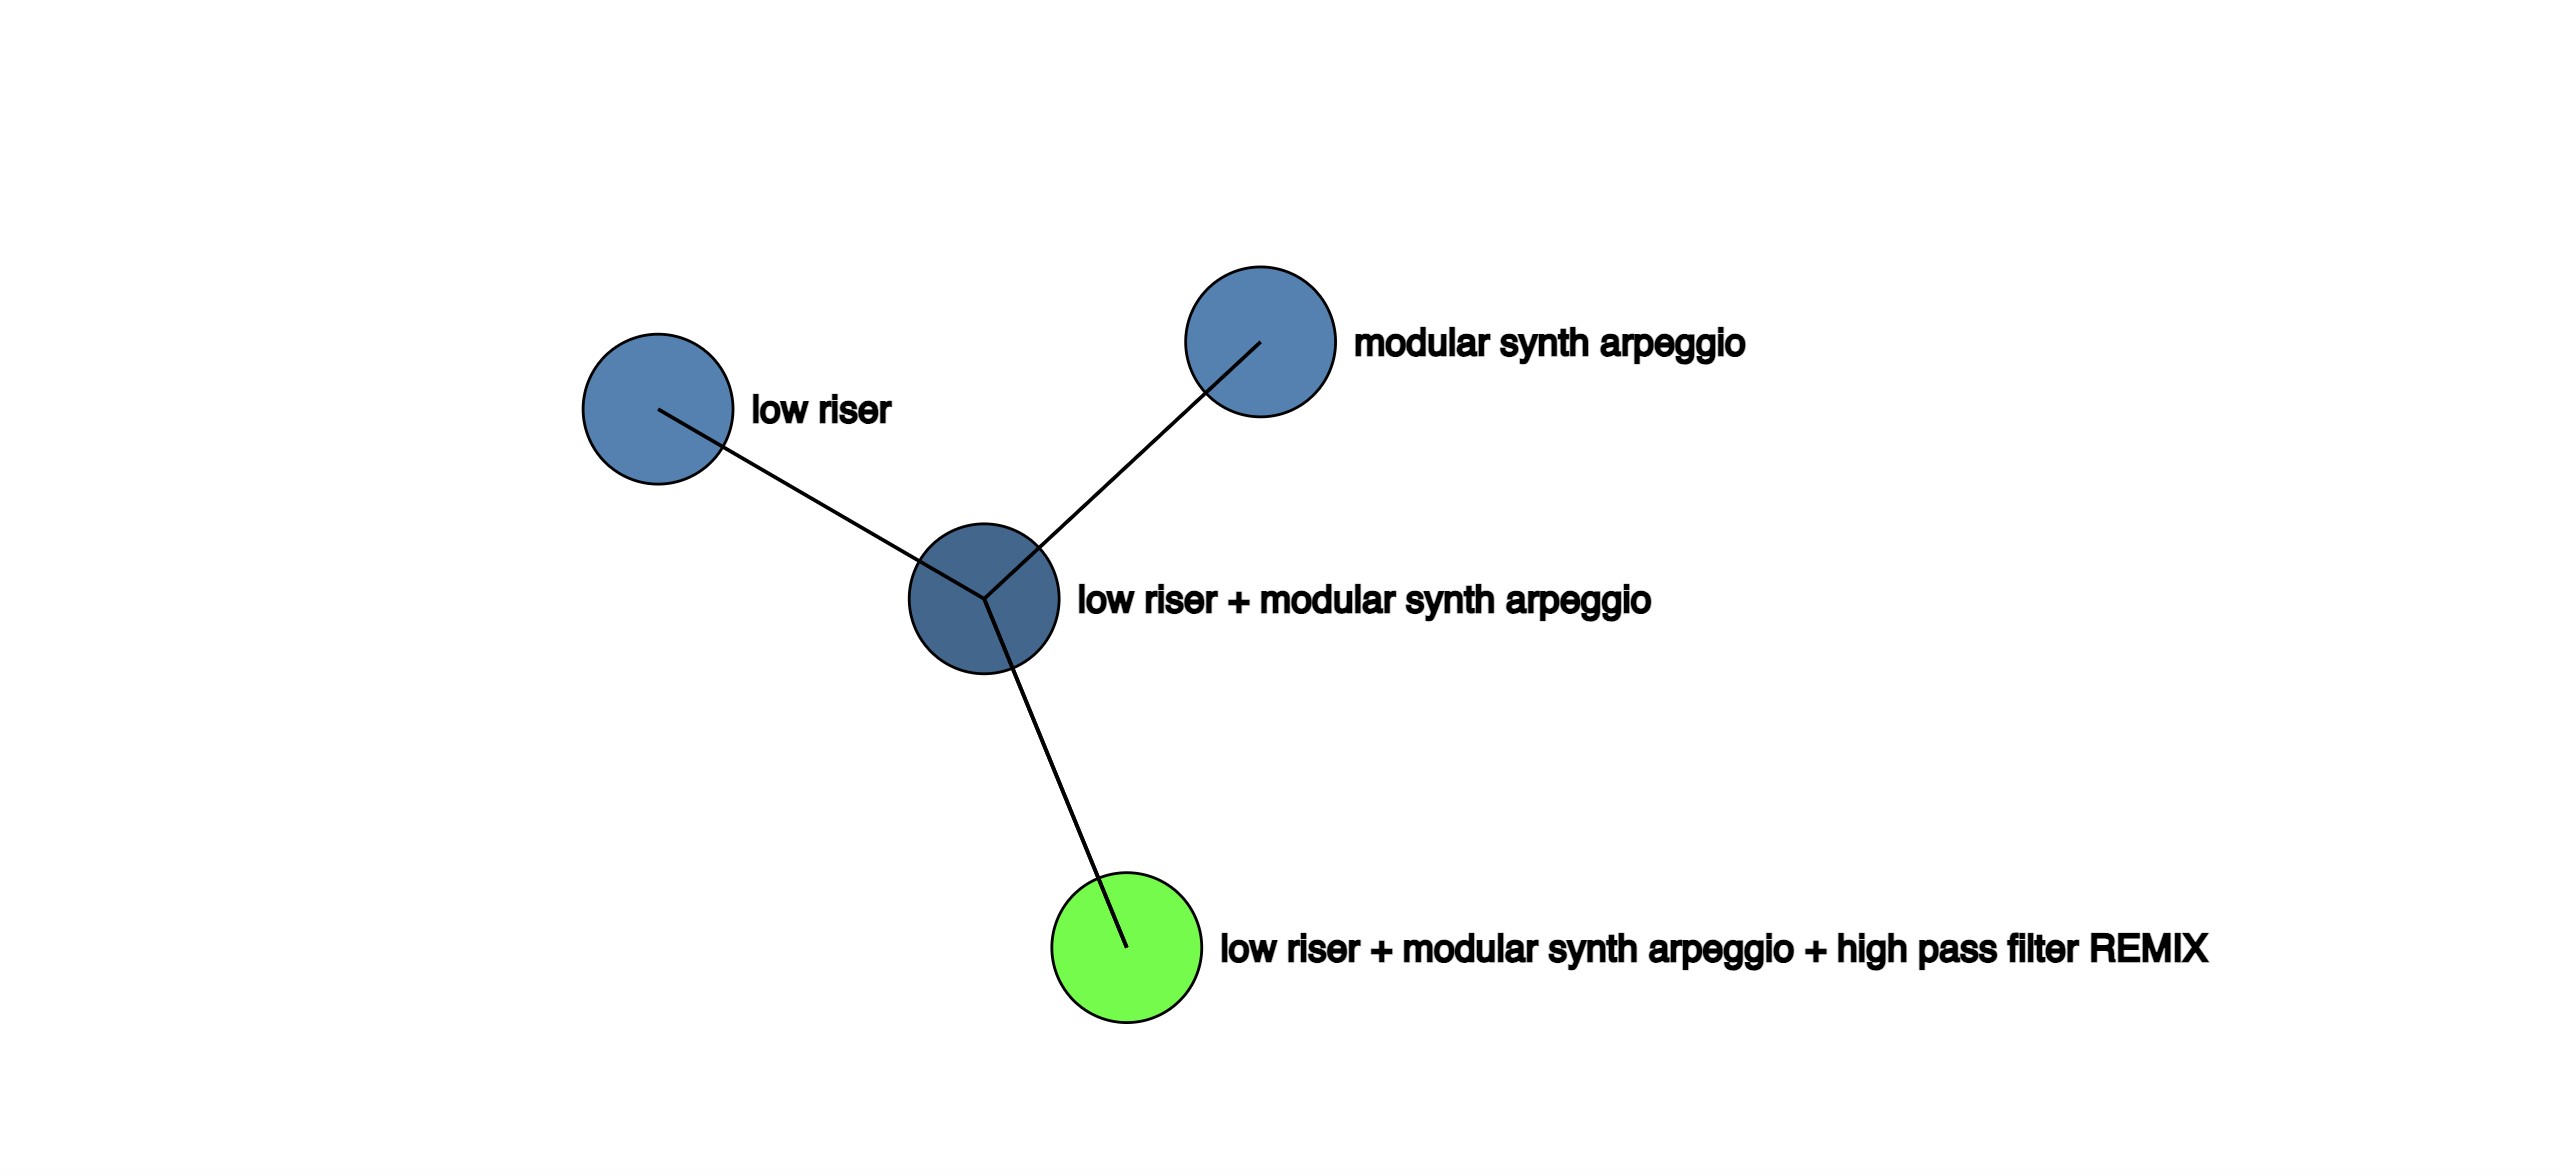 modular synth arpeggio
low riser
low riser + modular synth arpeggio
low riser + modular synth arpeggio + high pass filter REMIX